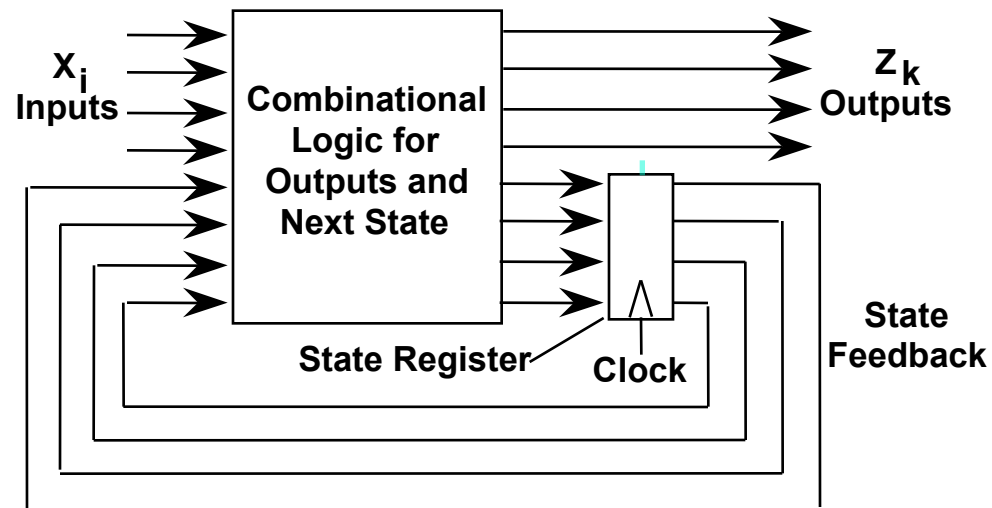 X i
Inputs
Combinational
Logic for
Outputs and
Next State
Z k
Outputs
State Register
Clock
State
Feedback